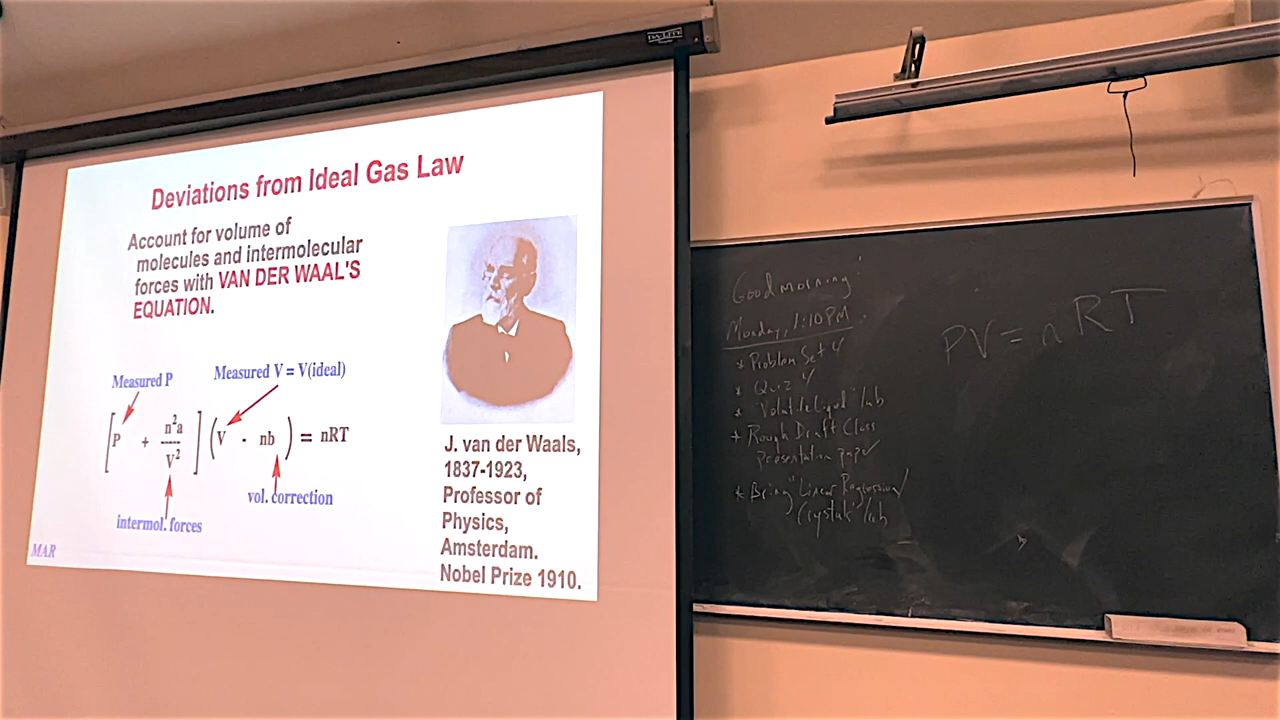 DA-LITE
Deviations from Ideal Gas Law
Account for volume of
molecules and intermolecular
forces with VAN DER WAAL'S
EQUATION.
Measured P
Measured V = V(ideal)
[P + n²a/V²] (V - nb) = nRT
vol. correction
intermol. forces
MAR
J. van der Waals,
1837-1923,
Professor of
Physics,
Amsterdam.
Nobel Prize 1910.
Good morning!
Monday, 1:10PM
* Problem Set 4
* Quiz 4
* "Volatile Liquid" lab
* Rough Draft Class
Presentation paper
* Bring "Linear Regression/
Crystals" lab
PV = nRT